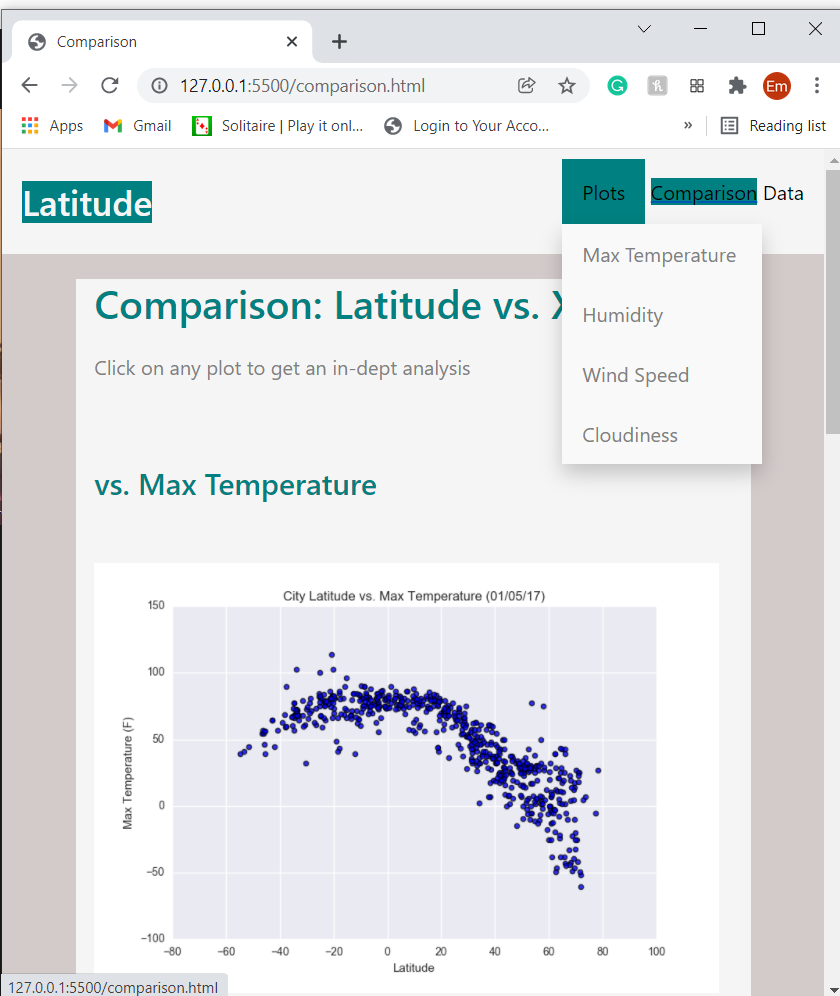 Comparison
127.0.0.1:5500/comparison.html
Em
Apps Gmail Solitaire | Play it onl... Login to Your Acco... » Reading list
Latitude
Plots Comparison Data
Max Temperature
Humidity
Wind Speed
Cloudiness
Comparison: Latitude vs.
Click on any plot to get an in-dept analysis
vs. Max Temperature
City Latitude vs. Max Temperature (01/05/17)
Max Temperature (F)
150
100
50
0
−50
−100
−80 −60 −40 −20 0 20 40 60 80 100
Latitude
127.0.0.1:5500/comparison.html